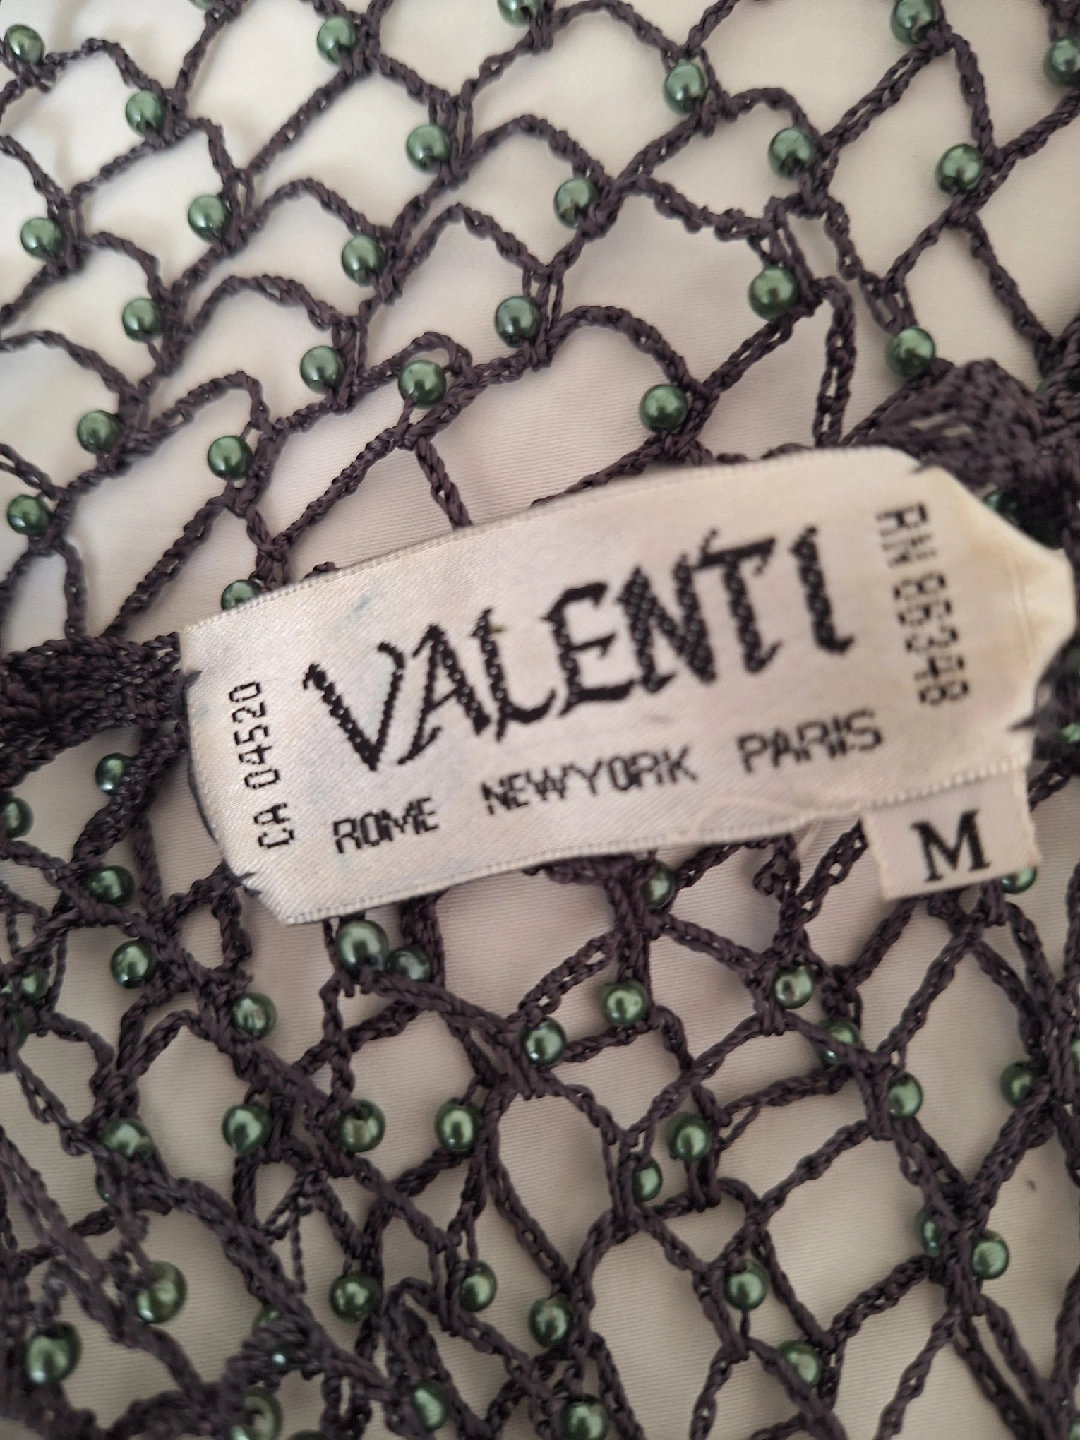 VALENTI
ROME NEWYORK PARIS
CA 04520
RN 86348
M